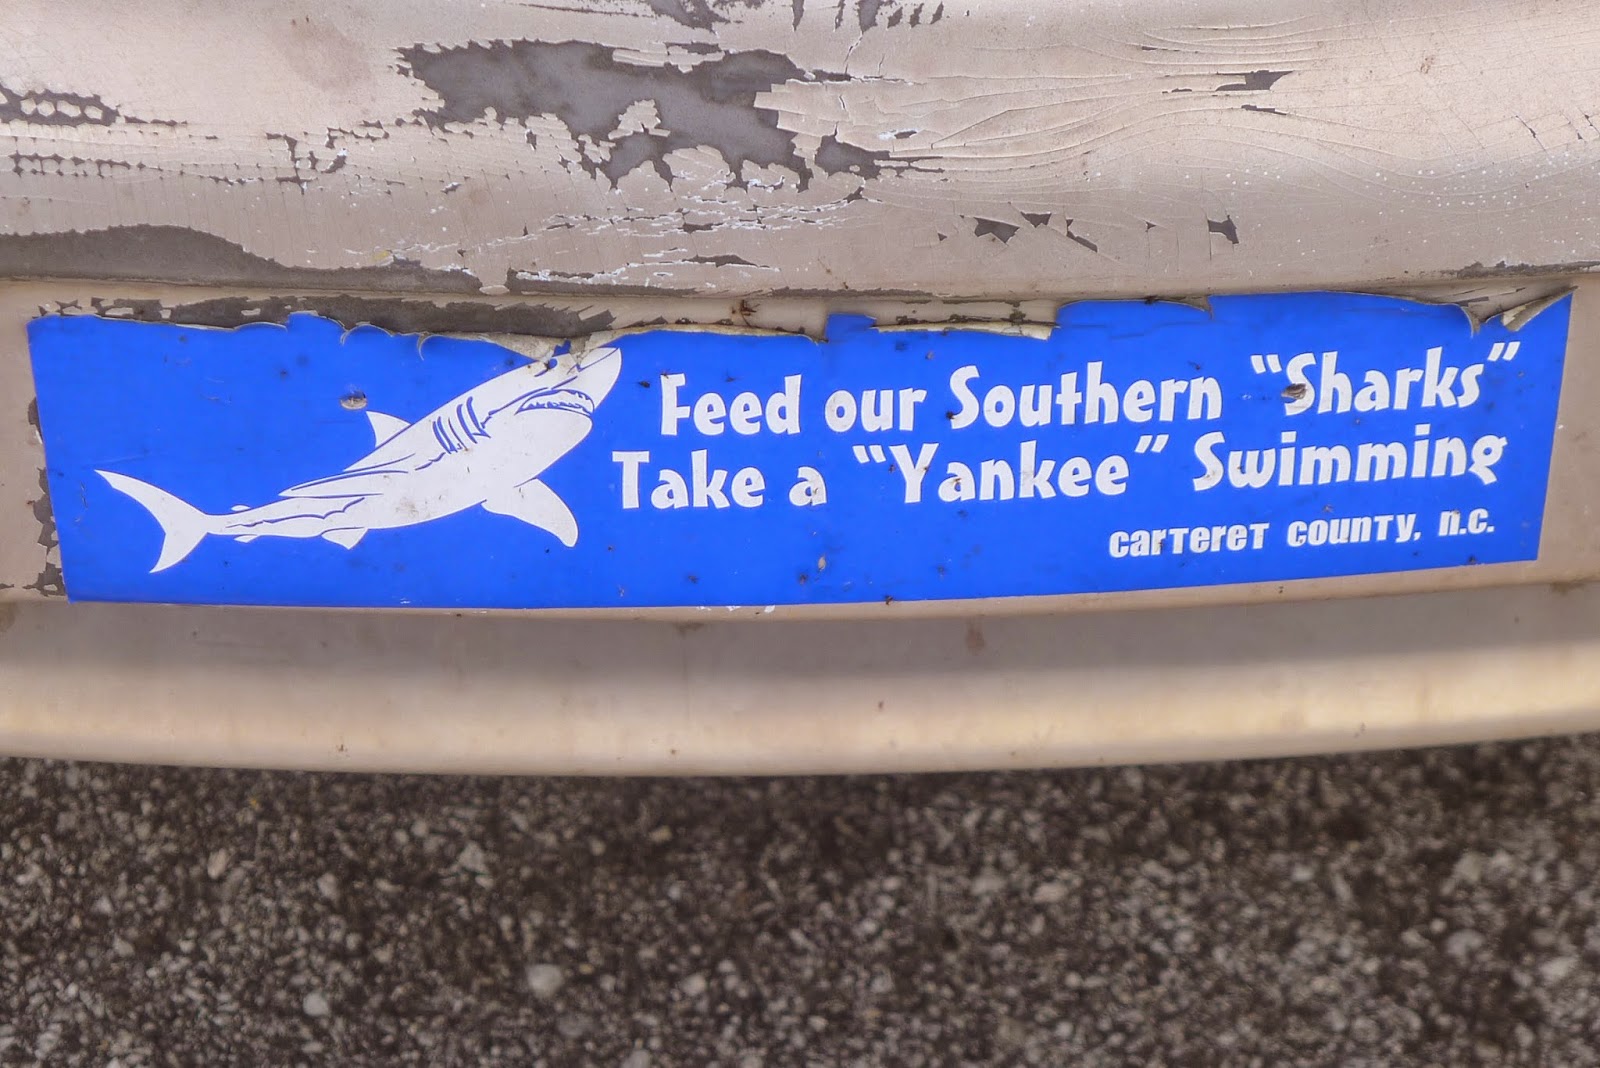 Feed our Southern "Sharks"
Take a "Yankee" Swimming
carteret county, n.c.